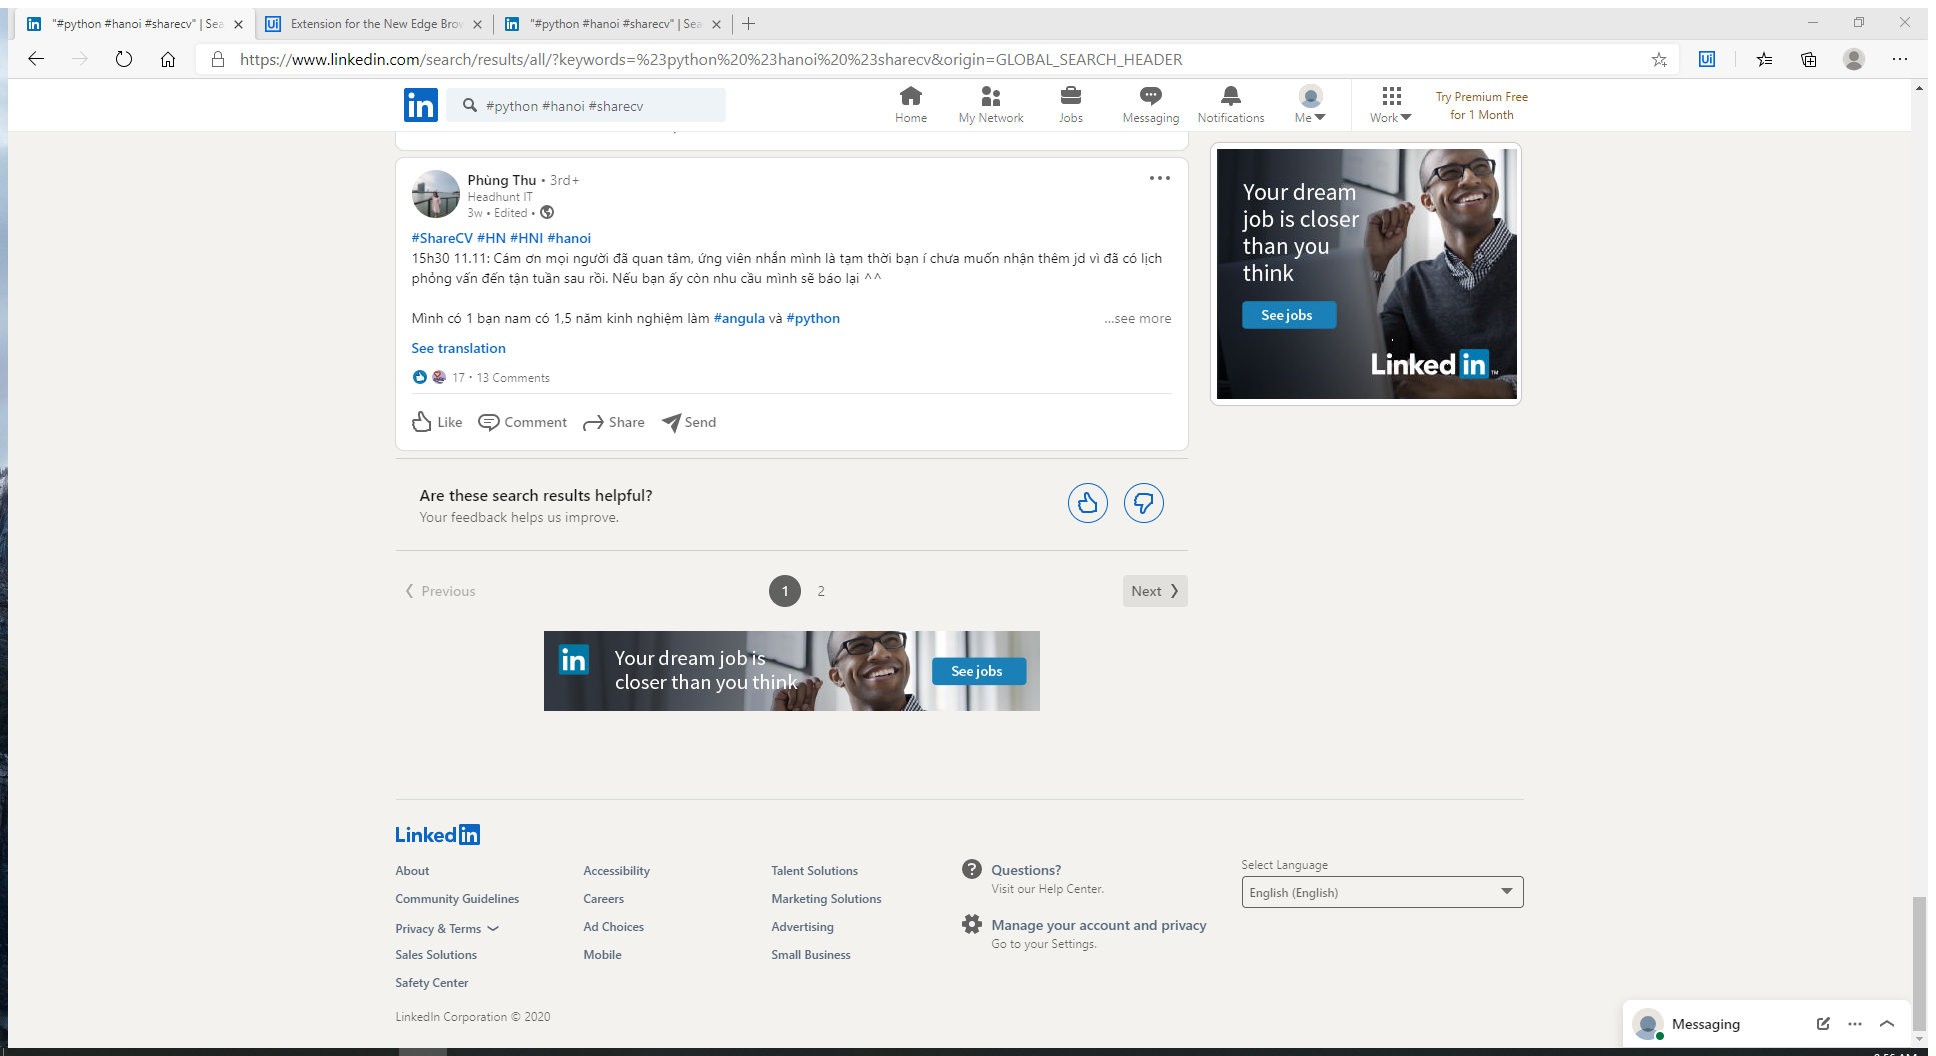 "#python #hanoi #sharecv" | Sea
Extension for the New Edge Brow
"#python #hanoi #sharecv" | Sea
https://www.linkedin.com/search/results/all/?keywords=%23python%20%23hanoi%20%23sharecv&origin=GLOBAL_SEARCH_HEADER
in
#python #hanoi #sharecv
Home
My Network
Jobs
Messaging
Notifications
Me
Work
Try Premium Free
for 1 Month
Phùng Thu • 3rd+
Headhunt IT
3w • Edited •
#ShareCV #HN #HNI #hanoi
15h30 11.11: Cám ơn mọi người đã quan tâm, ứng viên nhắn mình là tạm thời bạn í chưa muốn nhận thêm jd vì đã có lịch
phỏng vấn đến tận tuần sau rồi. Nếu bạn ấy còn nhu cầu mình sẽ báo lại ^^
Mình có 1 bạn nam có 1,5 năm kinh nghiệm làm #angula và #python
...see more
See translation
17 • 13 Comments
Like
Comment
Share
Send
Your dream
job is closer
than you
think
See jobs
Linked in ™
Are these search results helpful?
Your feedback helps us improve.
Previous
1
2
Next
in
Your dream job is
closer than you think
See jobs
Linked in
About
Community Guidelines
Privacy & Terms
Sales Solutions
Safety Center
Accessibility
Careers
Ad Choices
Mobile
Talent Solutions
Marketing Solutions
Advertising
Small Business
Questions?
Visit our Help Center.
Manage your account and privacy
Go to your Settings.
Select Language
English (English)
LinkedIn Corporation © 2020
Messaging